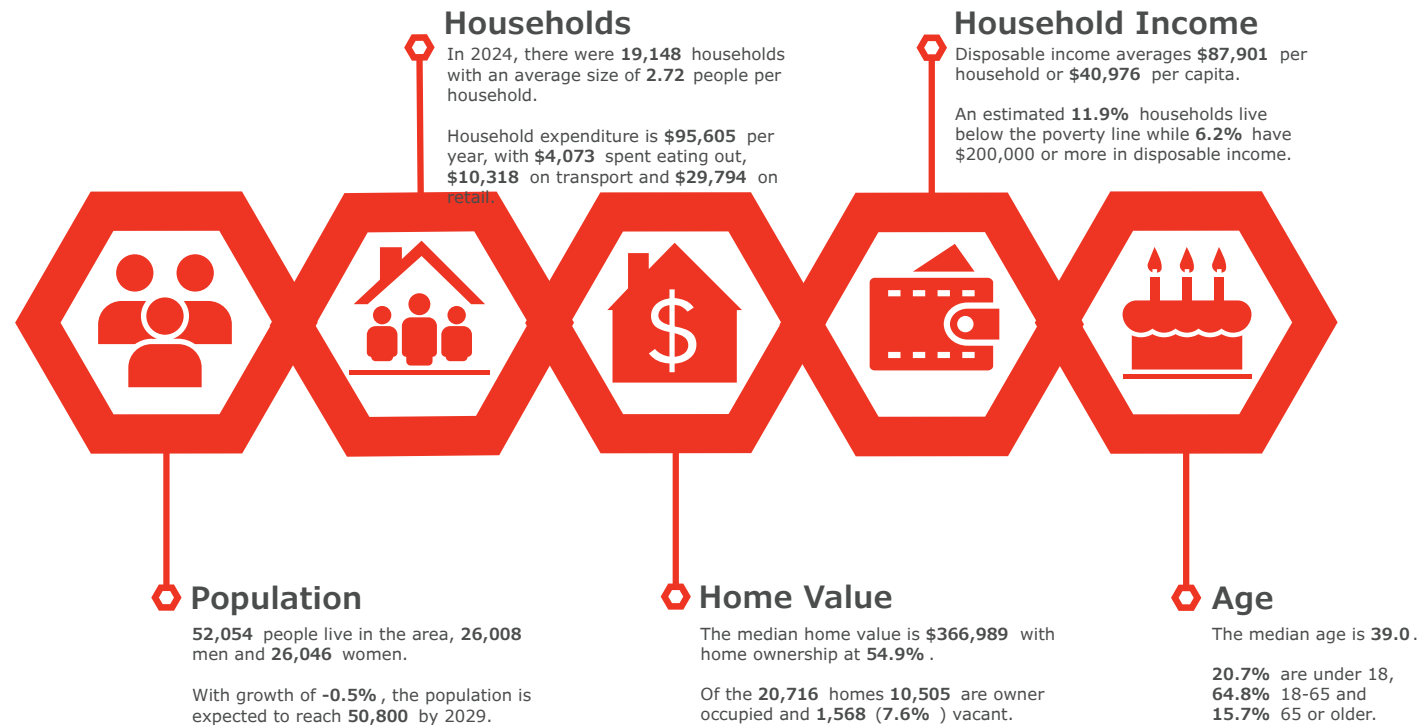 Households
In 2024, there were 19,148 households
with an average size of 2.72 people per
household.
Household expenditure is $95,605 per
year, with $4,073 spent eating out,
$10,318 on transport and $29,794 on
retail.
Household Income
Disposable income averages $87,901 per
household or $40,976 per capita.
An estimated 11.9% households live
below the poverty line while 6.2% have
$200,000 or more in disposable income.
$
Population
52,054 people live in the area, 26,008
men and 26,046 women.
With growth of -0.5% , the population is
expected to reach 50,800 by 2029.
Home Value
The median home value is $366,989 with
home ownership at 54.9% .
Of the 20,716 homes 10,505 are owner
occupied and 1,568 (7.6% ) vacant.
Age
The median age is 39.0 .
20.7% are under 18,
64.8% 18-65 and
15.7% 65 or older.